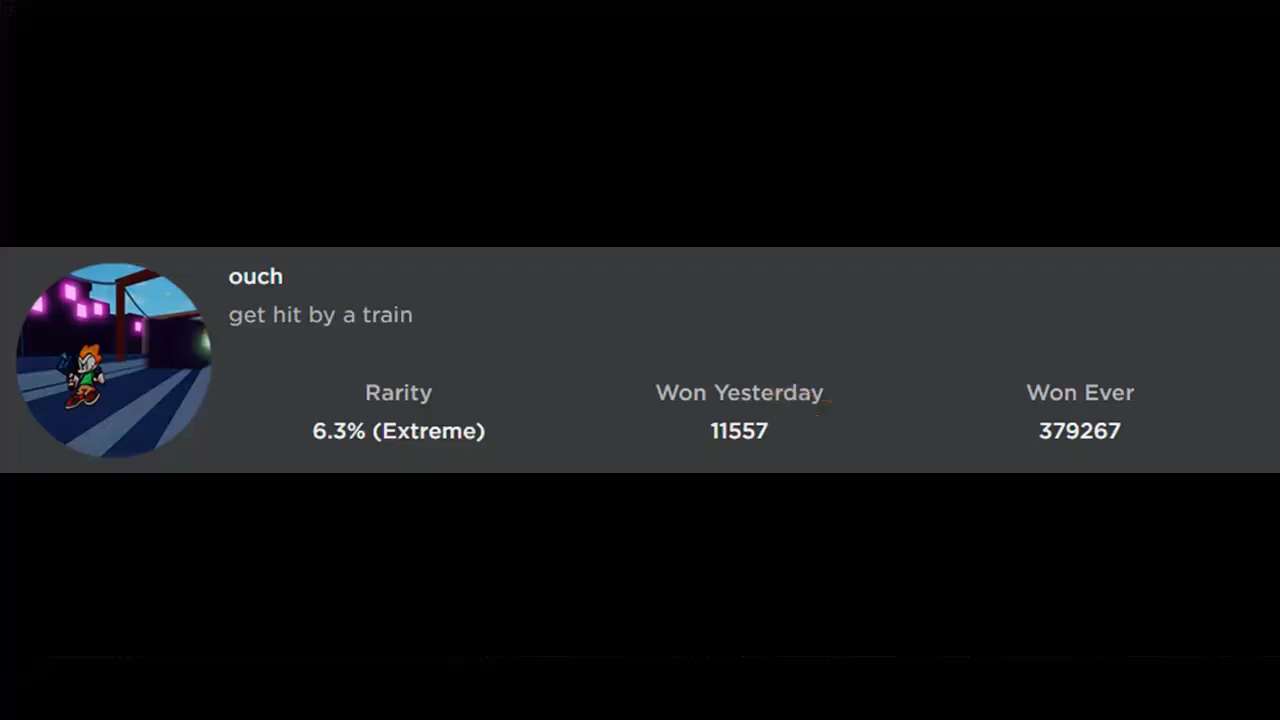 ouch
get hit by a train
Rarity Won Yesterday Won Ever
6.3% (Extreme) 11557 379267